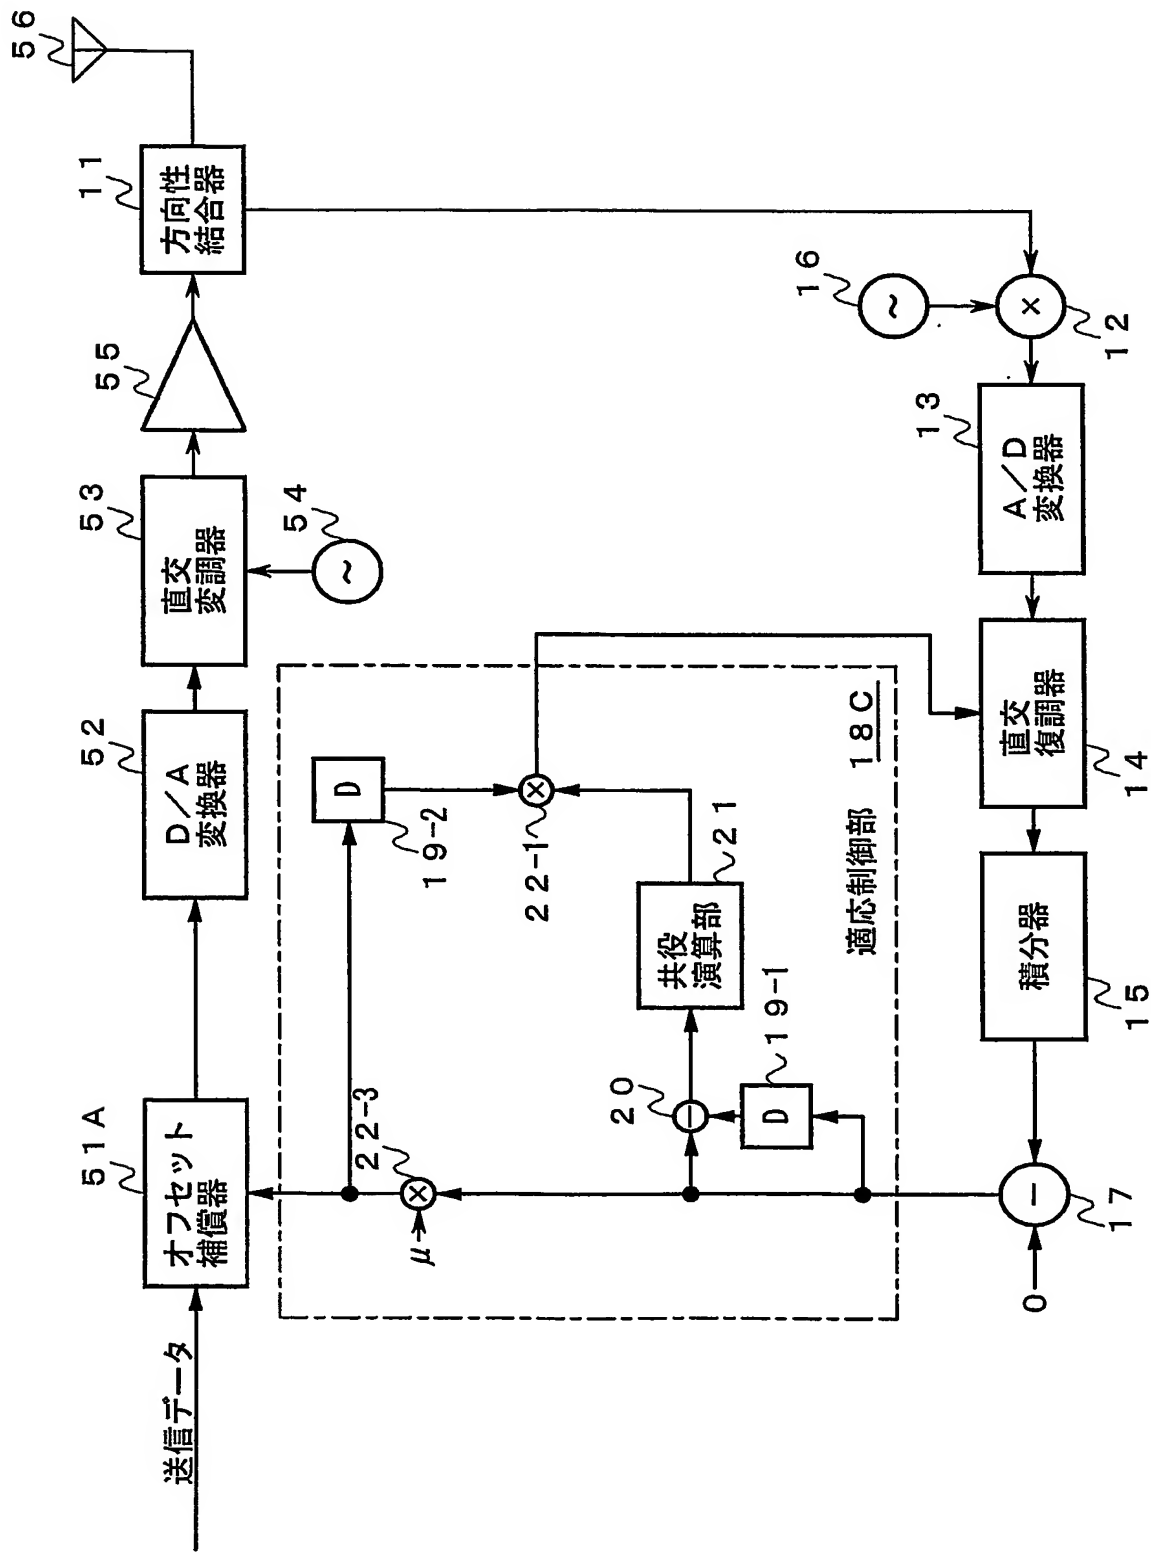 送信データ
51A
オフセット
補償器
52
D/A
変換器
53
直交
変調器
54
~
55
11
方向性
結合器
56
22-3
×
μ
D
19-2
22-1
×
共役
演算部
21
20
−
D
19-1
適応制御部
18C
16
~
×
12
13
A/D
変換器
直交
復調器
14
積分器
15
−
17
0